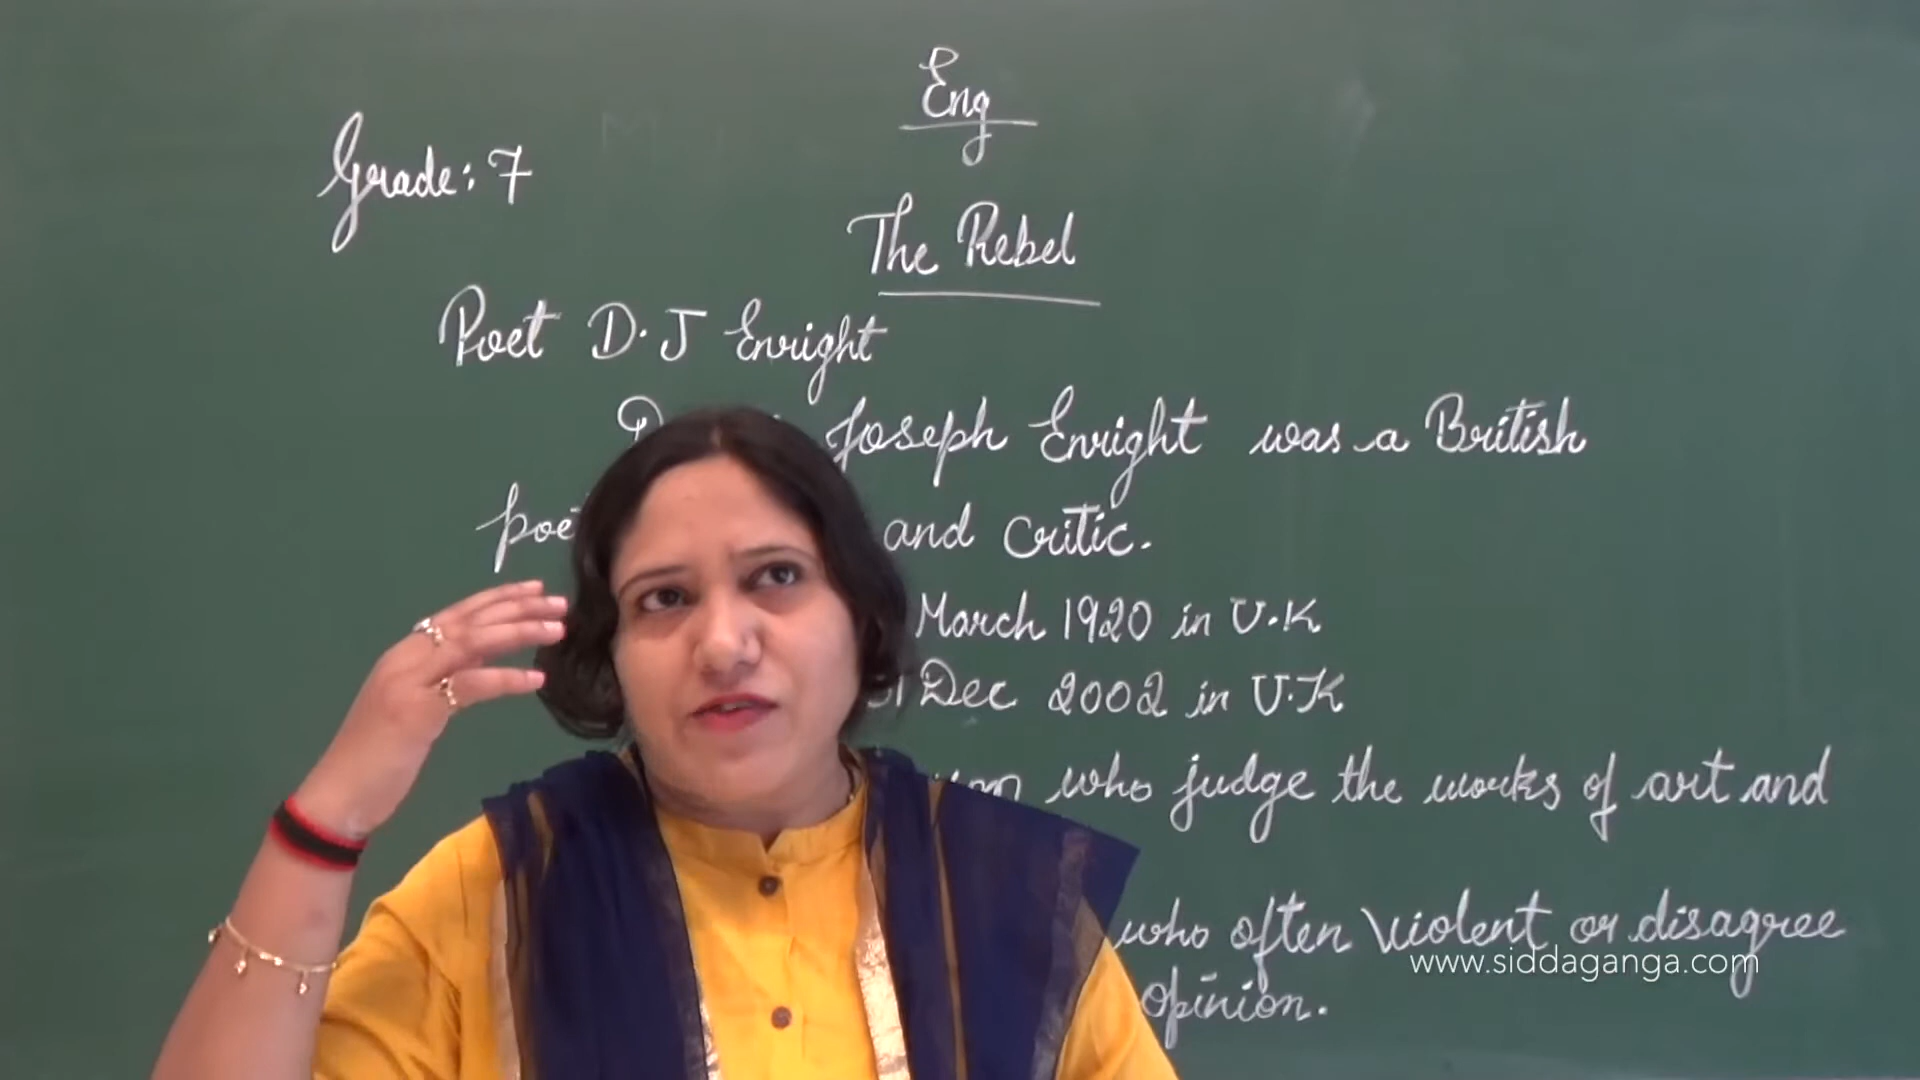 Eng
Grade: 7
The Rebel
Poet D.J Enright
Joseph Enright was a British
and critic.
March 1920 in U.K
Dec 2002 in U.K
who judge the works of art and
who often violent or disagree
www.siddaganga.com
opinion.